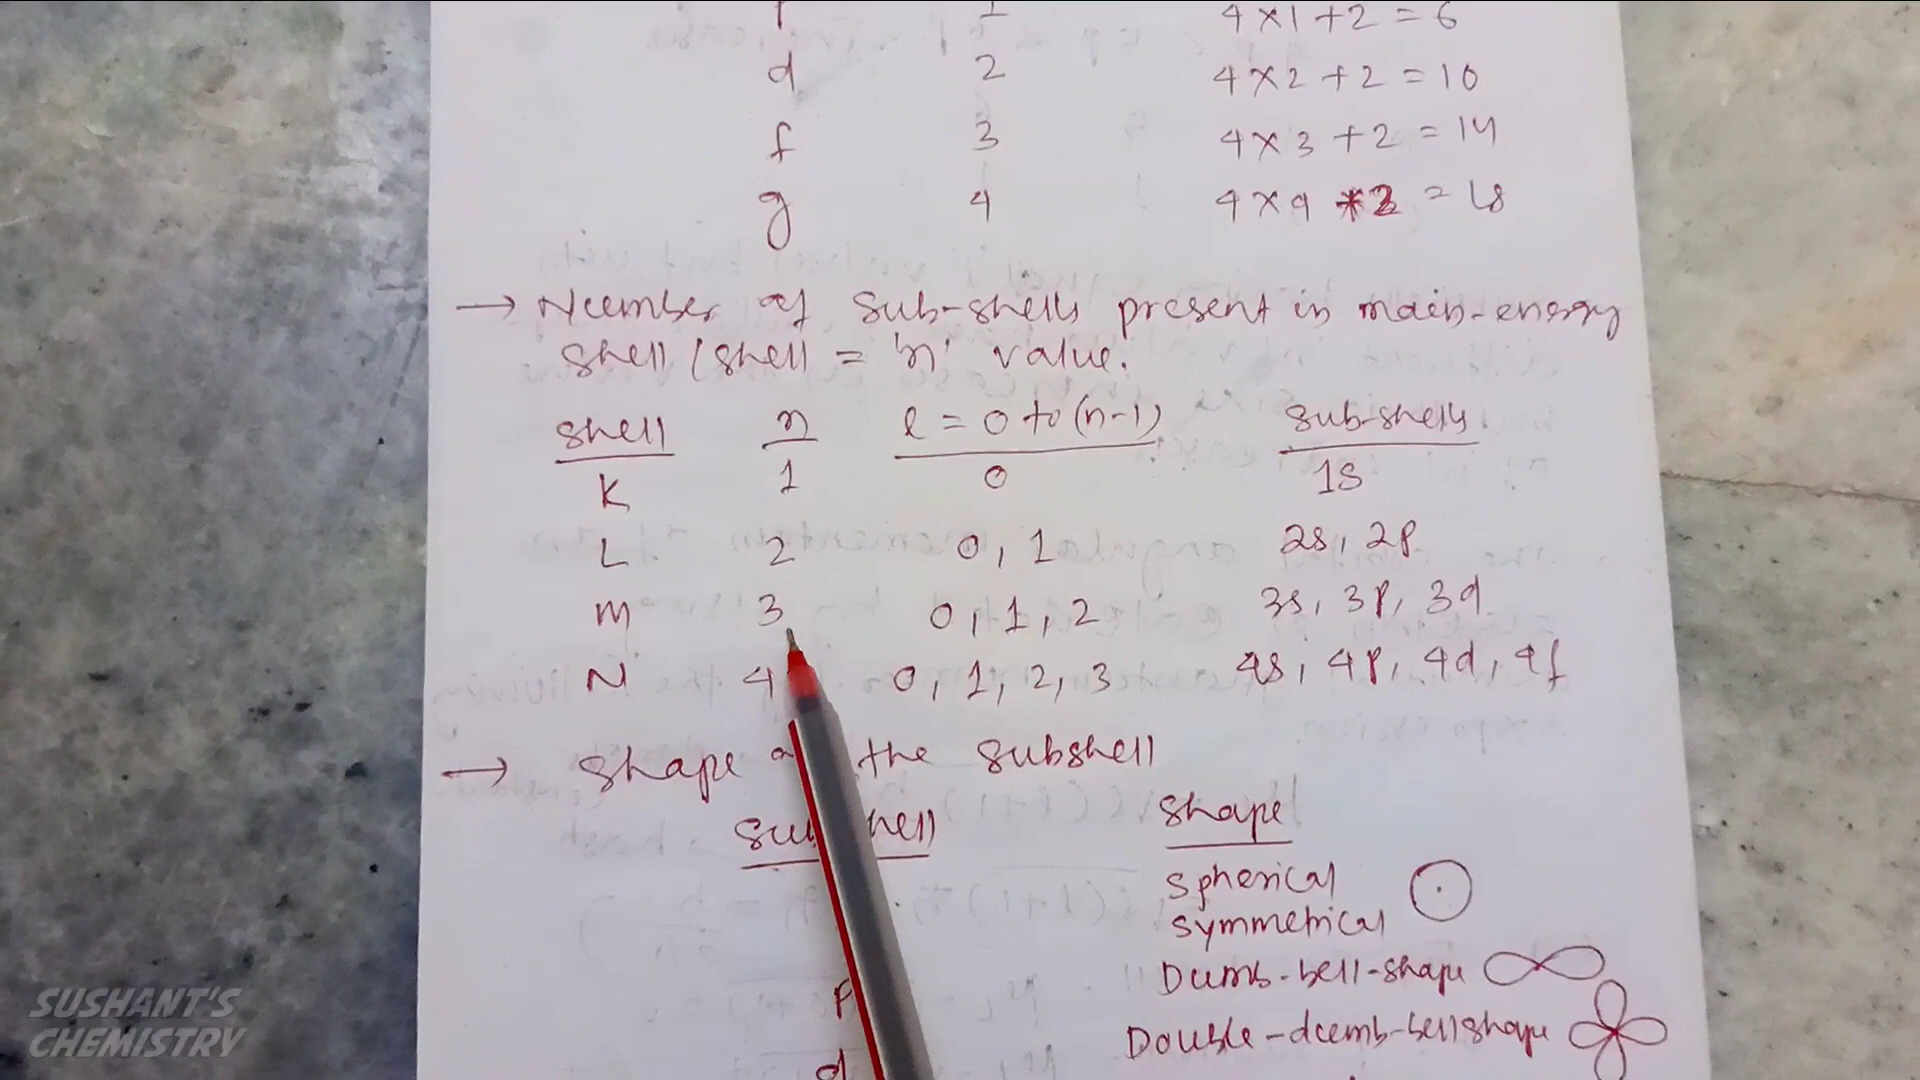 p 1 4×1+2 = 6
d 2 4×2+2 = 10
f 3 4×3+2 = 14
g 4 4×4 +2 = 18
→ Number of sub-shells present in main-energy
shell (shell = 'n' value.
shell n l = 0 to (n-1) sub-shells
K 1 0 1s
L 2 0, 1 2s, 2p
M 3 0, 1, 2 3s, 3p, 3d
N 4 0, 1, 2, 3 4s, 4p, 4d, 4f
→ Shape the subshell
shape
Spherical
symmetrical
p Dumb-bell-shape
d Double-dumb-bellshape
SUSHANT'S
CHEMISTRY